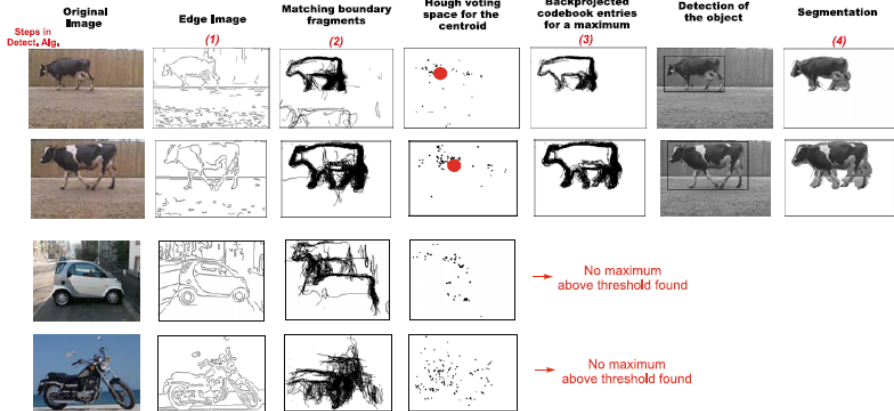 Original
Image
Edge Image
Matching boundary
fragments
Hough voting
space for the
centroid
Backprojected
codebook entries
for a maximum
Detection of
the object
Segmentation
Steps in
Detect. Alg.
(1)
(2)
(3)
(4)
No maximum
above threshold found
No maximum
above threshold found